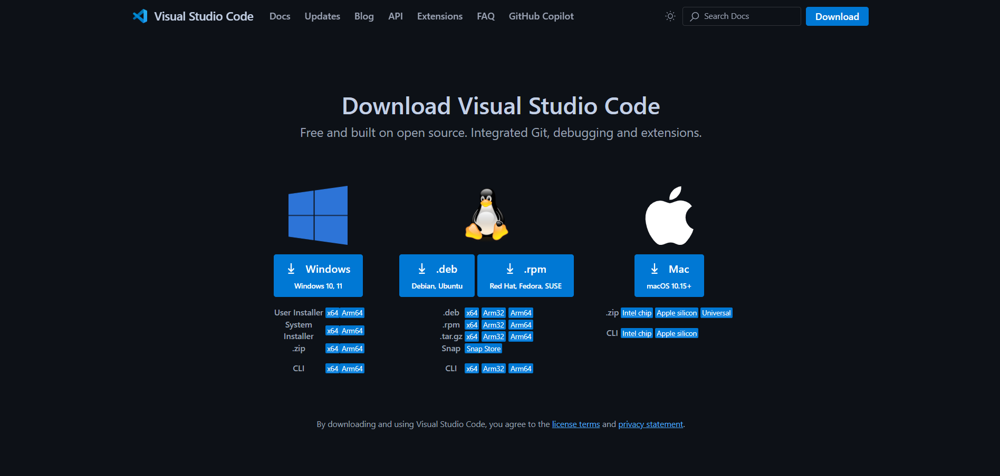 Visual Studio Code Docs Updates Blog API Extensions FAQ GitHub Copilot Search Docs Download
Download Visual Studio Code
Free and built on open source. Integrated Git, debugging and extensions.
Windows
Windows 10, 11
.deb
Debian, Ubuntu
.rpm
Red Hat, Fedora, SUSE
Mac
macOS 10.15+
User Installer x64 Arm64
System
Installer x64 Arm64
.zip x64 Arm64
CLI x64 Arm64
.deb x64 Arm32 Arm64
.rpm x64 Arm32 Arm64
.tar.gz x64 Arm32 Arm64
Snap Snap Store
CLI x64 Arm32 Arm64
.zip Intel chip Apple silicon Universal
CLI Intel chip Apple silicon
By downloading and using Visual Studio Code, you agree to the license terms and privacy statement.